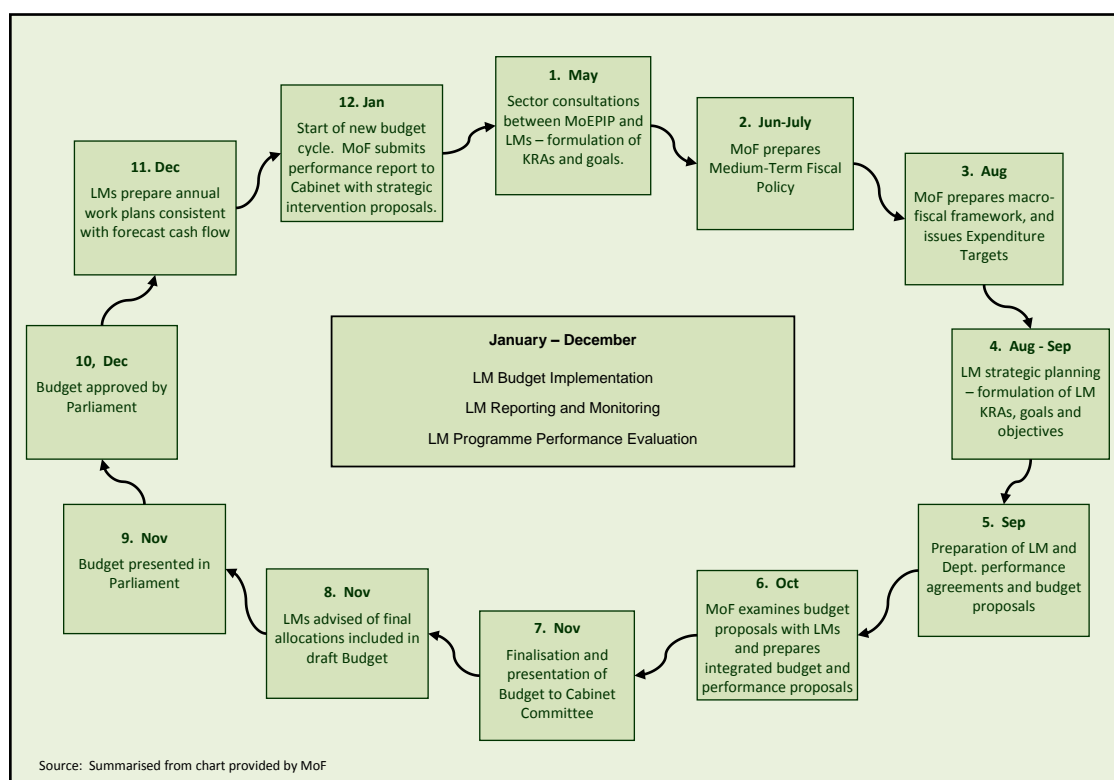 1. May
Sector consultations
between MoEPIP and
LMs – formulation of
KRAs and goals.
2. Jun-July
MoF prepares
Medium-Term Fiscal
Policy
3. Aug
MoF prepares macro-
fiscal framework, and
issues Expenditure
Targets
4. Aug - Sep
LM strategic planning
– formulation of LM
KRAs, goals and
objectives
5. Sep
Preparation of LM and
Dept. performance
agreements and budget
proposals
6. Oct
MoF examines budget
proposals with LMs
and prepares
integrated budget and
performance proposals
7. Nov
Finalisation and
presentation of
Budget to Cabinet
Committee
8. Nov
LMs advised of final
allocations included in
draft Budget
9. Nov
Budget presented in
Parliament
10, Dec
Budget approved by
Parliament
11. Dec
LMs prepare annual
work plans consistent
with forecast cash flow
12. Jan
Start of new budget
cycle. MoF submits
performance report to
Cabinet with strategic
intervention proposals.
January – December
LM Budget Implementation
LM Reporting and Monitoring
LM Programme Performance Evaluation
Source: Summarised from chart provided by MoF